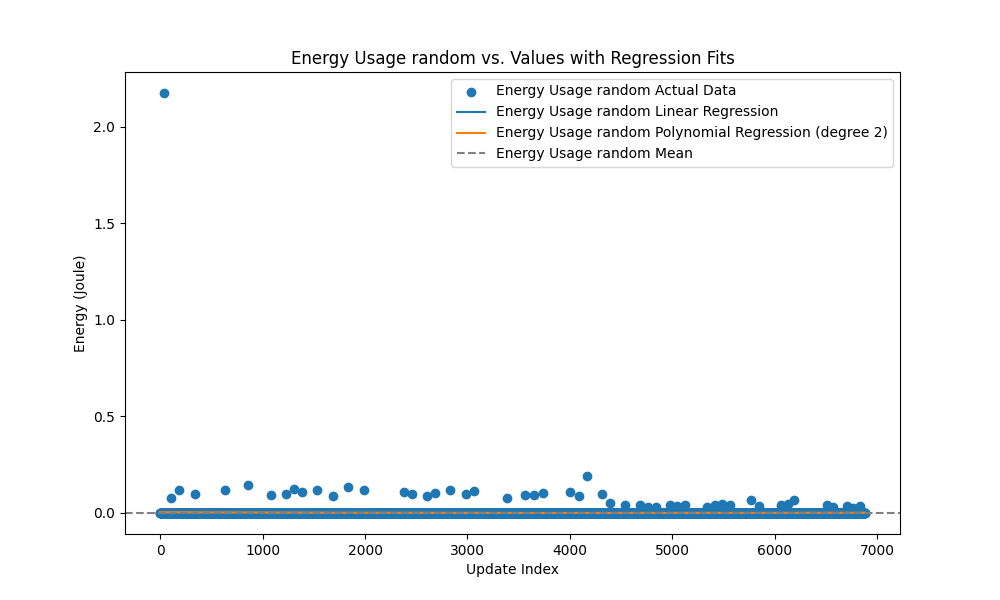 Energy Usage random vs. Values with Regression Fits
Energy Usage random Actual Data
Energy Usage random Linear Regression
Energy Usage random Polynomial Regression (degree 2)
Energy Usage random Mean
Energy (Joule)
2.0
1.5
1.0
0.5
0.0
0 1000 2000 3000 4000 5000 6000 7000
Update Index